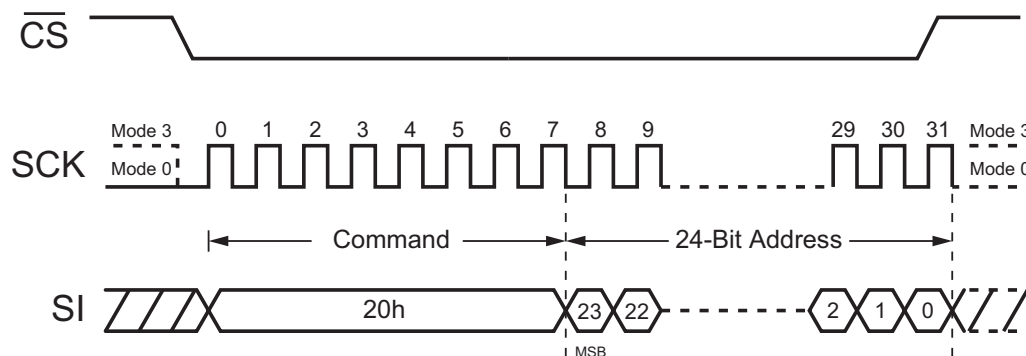 CS
Mode 3 0 1 2 3 4 5 6 7 8 9 29 30 31 Mode 3
SCK
Mode 0 Mode 0
Command 24-Bit Address
SI 20h 23 22 2 1 0
MSB